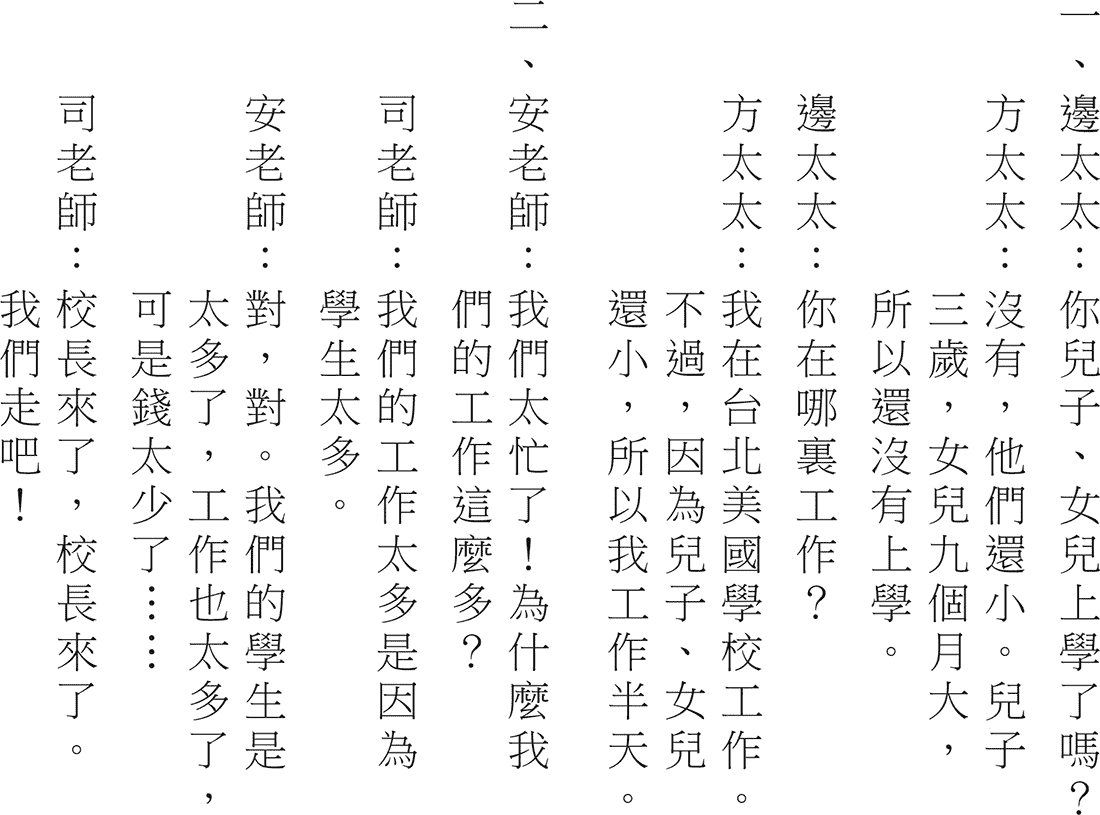 一、邊太太：你兒子、女兒上學了嗎？
方太太：沒有，他們還小。兒子
三歲，女兒九個月大，
所以還沒有上學。
邊太太：你在哪裏工作？
方太太：我在台北美國學校工作。
不過，因為兒子、女兒
還小，所以我工作半天。
二、安老師：我們太忙了！為什麼我
們的工作這麼多？
司老師：我們的工作太多是因為
學生太多。
安老師：對，對。我們的學生是
太多了，工作也太多了，
可是錢太少了……
司老師：校長來了，校長來了。
我們走吧！